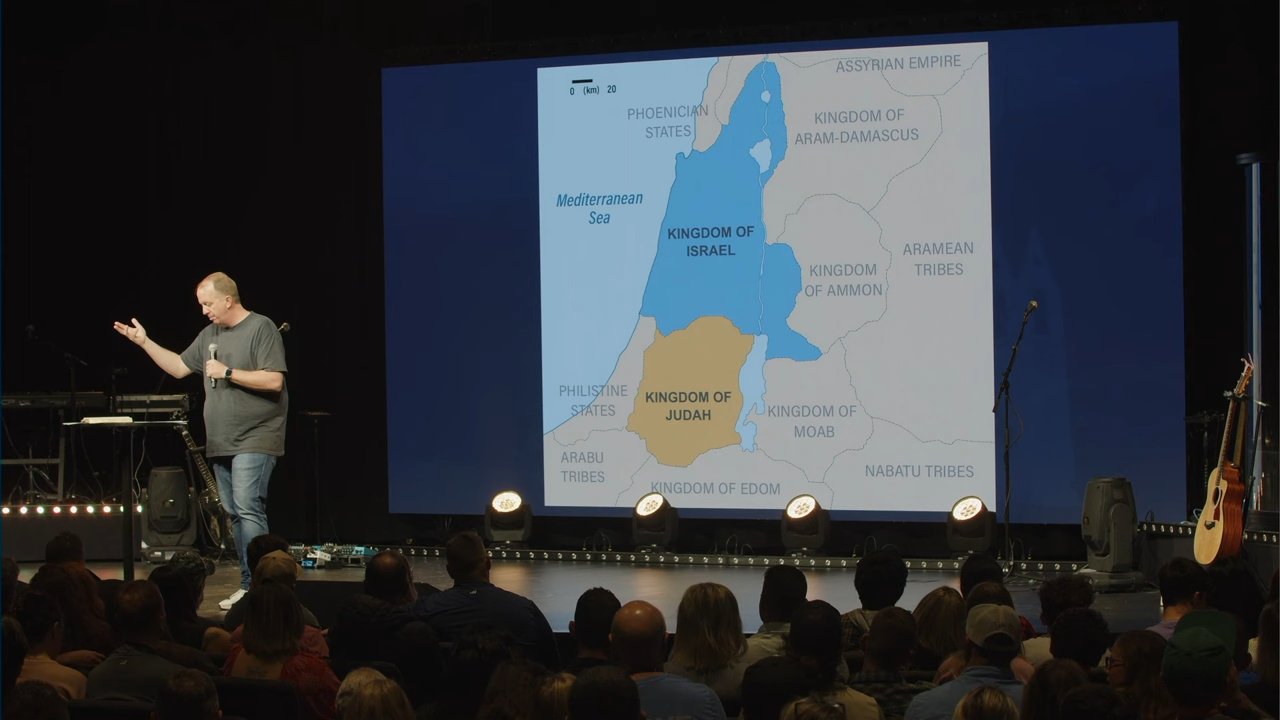 ASSYRIAN EMPIRE
0 (km) 20
PHOENICIAN
STATES
KINGDOM OF
ARAM-DAMASCUS
Mediterranean
Sea
KINGDOM OF
ISRAEL
ARAMEAN
TRIBES
KINGDOM
OF AMMON
PHILISTINE
STATES
KINGDOM OF
JUDAH
KINGDOM OF
MOAB
ARABU
TRIBES
NABATU TRIBES
KINGDOM OF EDOM